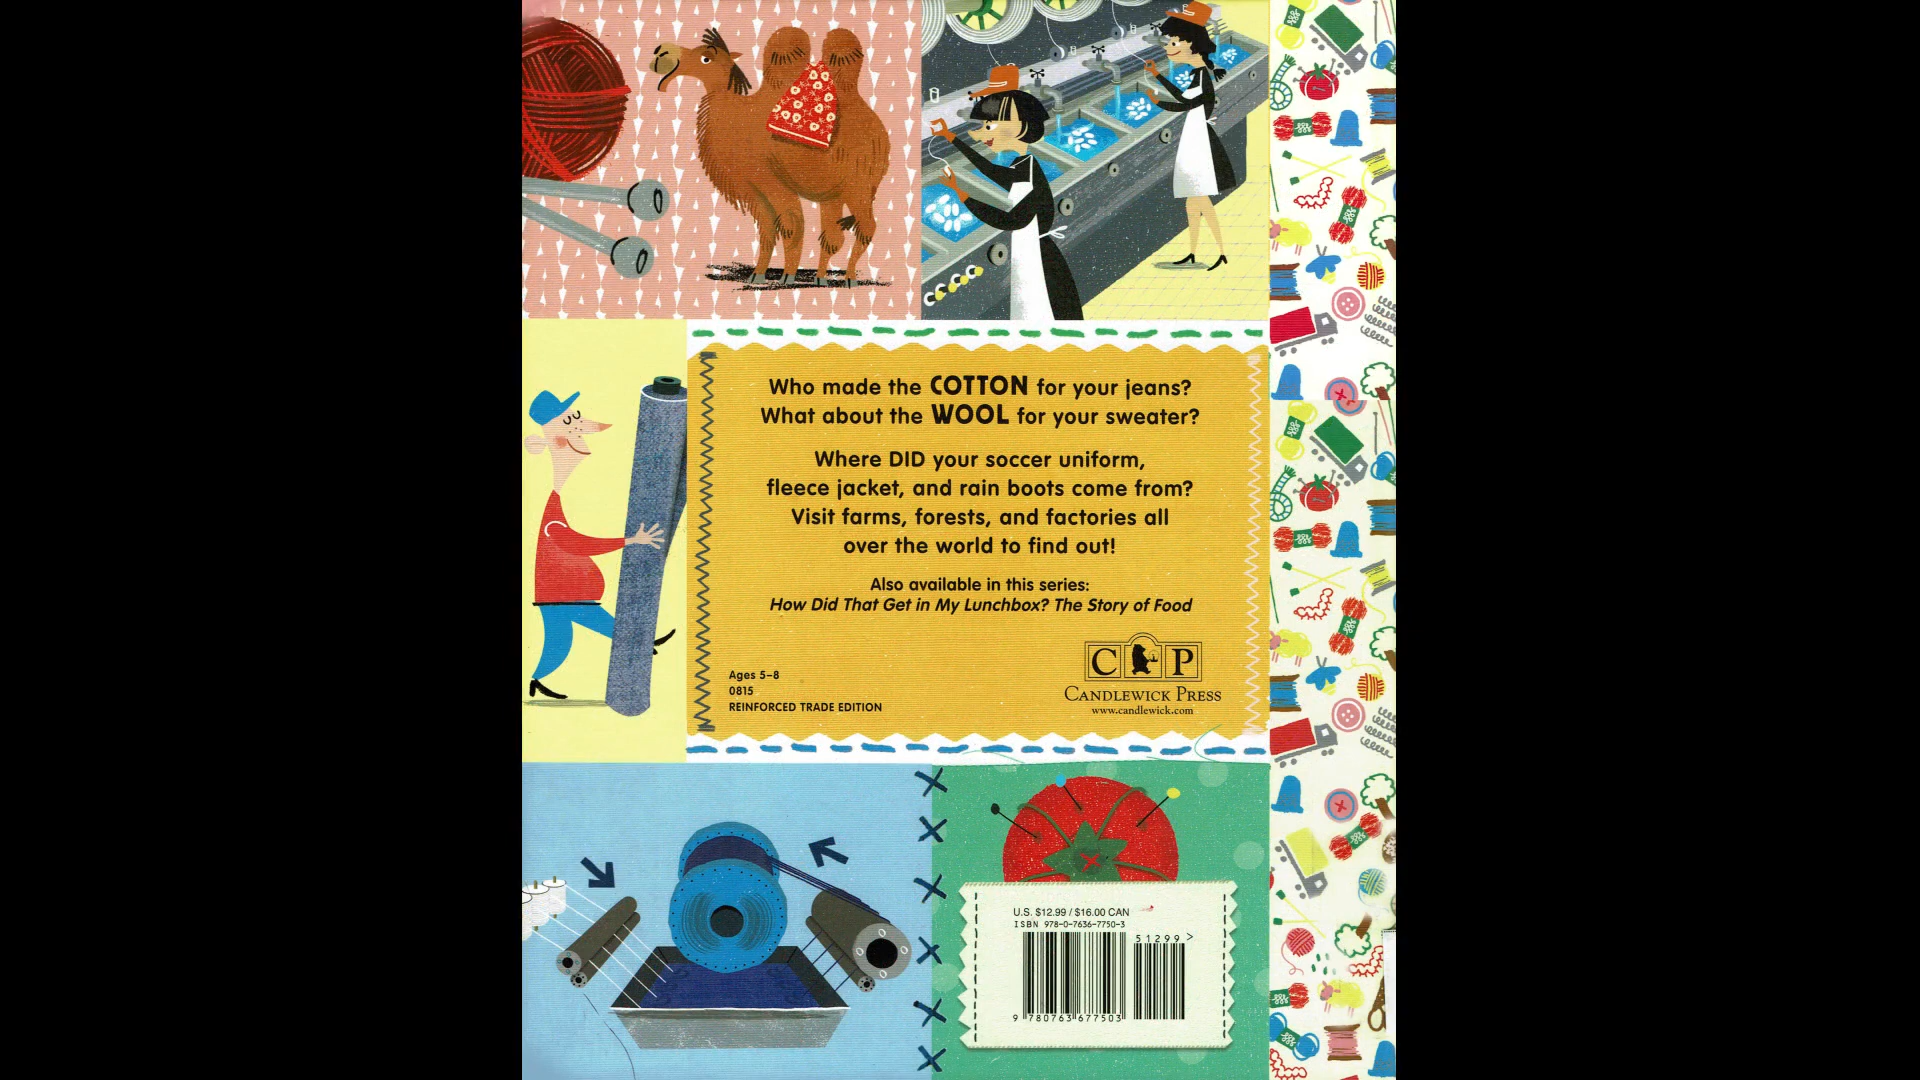 Who made the COTTON for your jeans?
What about the WOOL for your sweater?
Where DID your soccer uniform,
fleece jacket, and rain boots come from?
Visit farms, forests, and factories all
over the world to find out!
Also available in this series:
How Did That Get in My Lunchbox? The Story of Food
Ages 5–8
0815
REINFORCED TRADE EDITION
C P
CANDLEWICK PRESS
www.candlewick.com
U.S. $12.99 / $16.00 CAN
ISBN 978-0-7636-7750-3
51299>
9 780763 677503